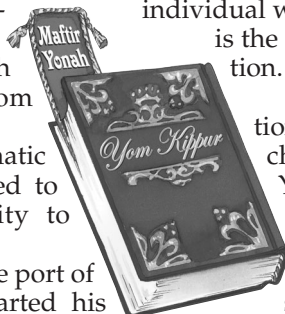 -
n
om
matic
ed to
ity to
e port of
arted his
Maftir
Yonah
Yom Kippur
individual w
is the
tion.
tion
ch
Y